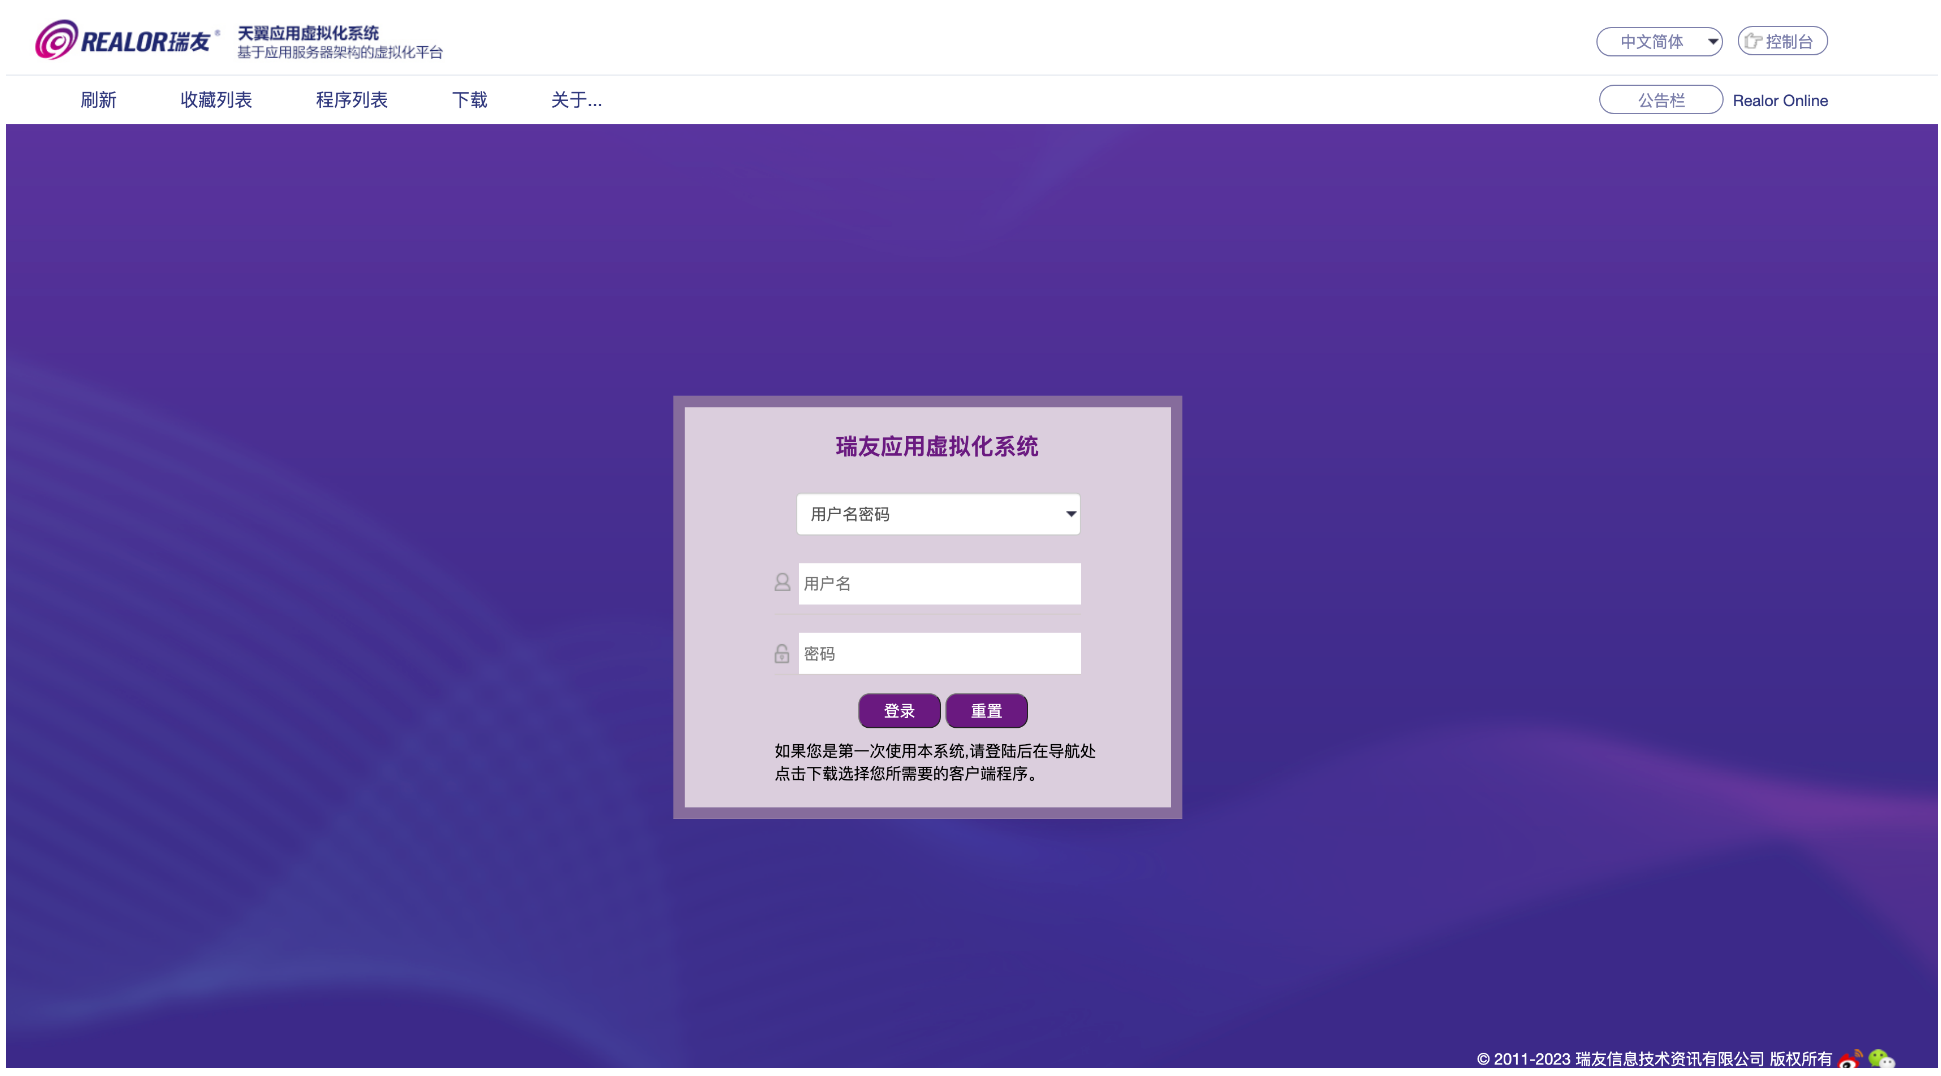 REALOR瑞友®
天翼应用虚拟化系统
基于应用服务器架构的虚拟化平台
中文简体
控制台
刷新
收藏列表
程序列表
下载
关于...
公告栏
Realor Online
瑞友应用虚拟化系统
用户名密码
用户名
密码
登录
重置
如果您是第一次使用本系统,请登陆后在导航处
点击下载选择您所需要的客户端程序。
© 2011-2023 瑞友信息技术资讯有限公司 版权所有